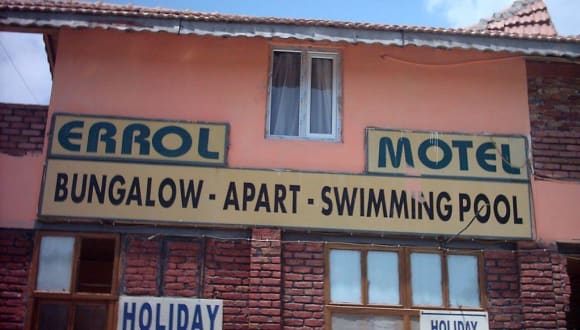 ERROL MOTEL
BUNGALOW - APART - SWIMMING POOL
HOLIDAY
HOLIDAY